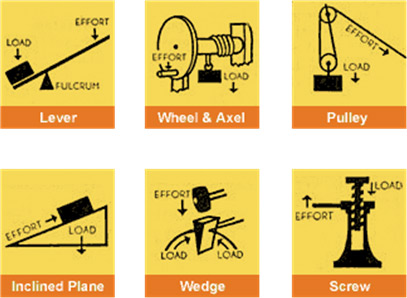 EFFORT
LOAD
FULCRUM
Lever
EFFORT
LOAD
Wheel & Axel
EFFORT
LOAD
Pulley
EFFORT
LOAD
Inclined Plane
EFFORT
LOAD
LOAD
Wedge
LOAD
EFFORT
Screw